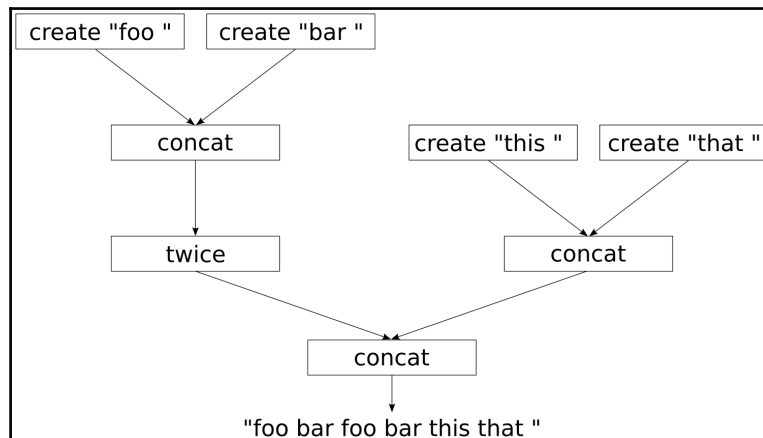 create "foo "
create "bar "
concat
create "this "
create "that "
twice
concat
concat
"foo bar foo bar this that "